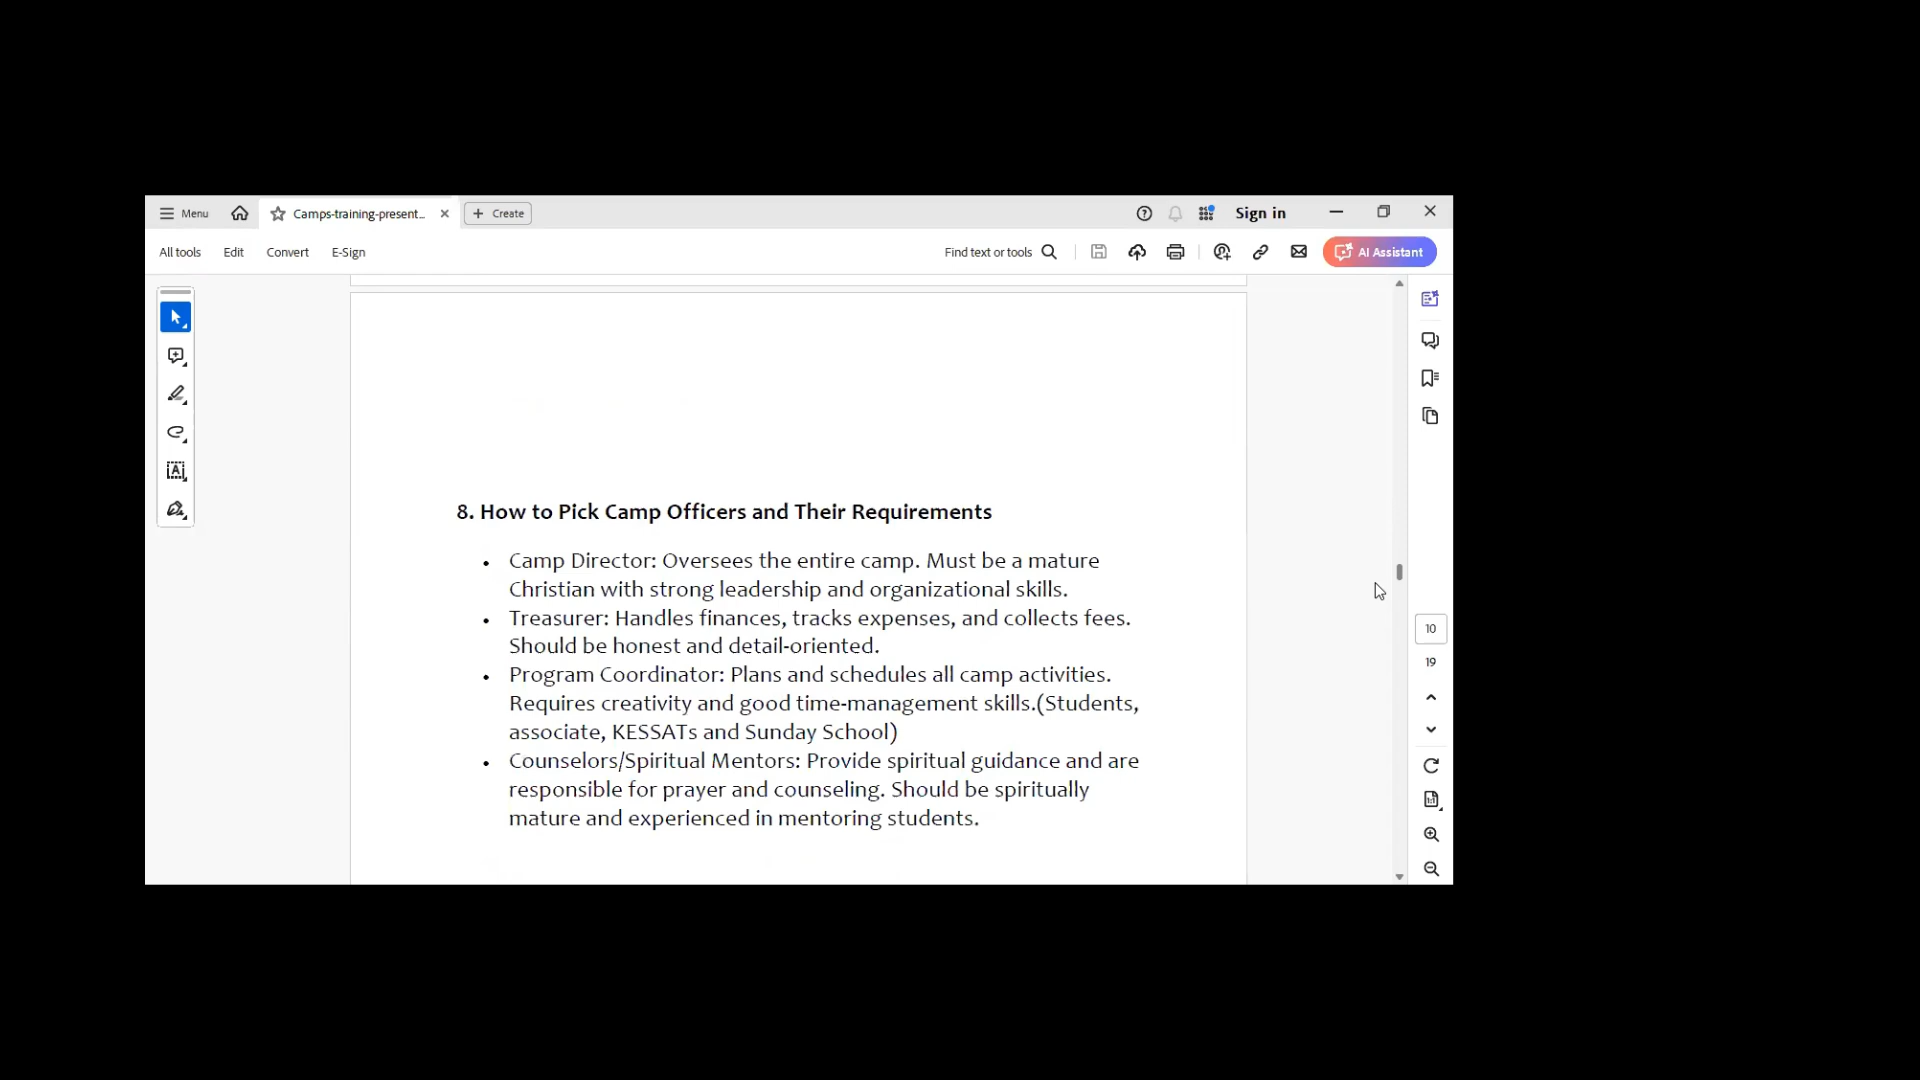 Menu
Camps-training-present...
Create
Sign in
All tools
Edit
Convert
E-Sign
Find text or tools
AI Assistant
8. How to Pick Camp Officers and Their Requirements
• Camp Director: Oversees the entire camp. Must be a mature
Christian with strong leadership and organizational skills.
• Treasurer: Handles finances, tracks expenses, and collects fees.
Should be honest and detail-oriented.
• Program Coordinator: Plans and schedules all camp activities.
Requires creativity and good time-management skills.(Students,
associate, KESSATs and Sunday School)
• Counselors/Spiritual Mentors: Provide spiritual guidance and are
responsible for prayer and counseling. Should be spiritually
mature and experienced in mentoring students.
10
19